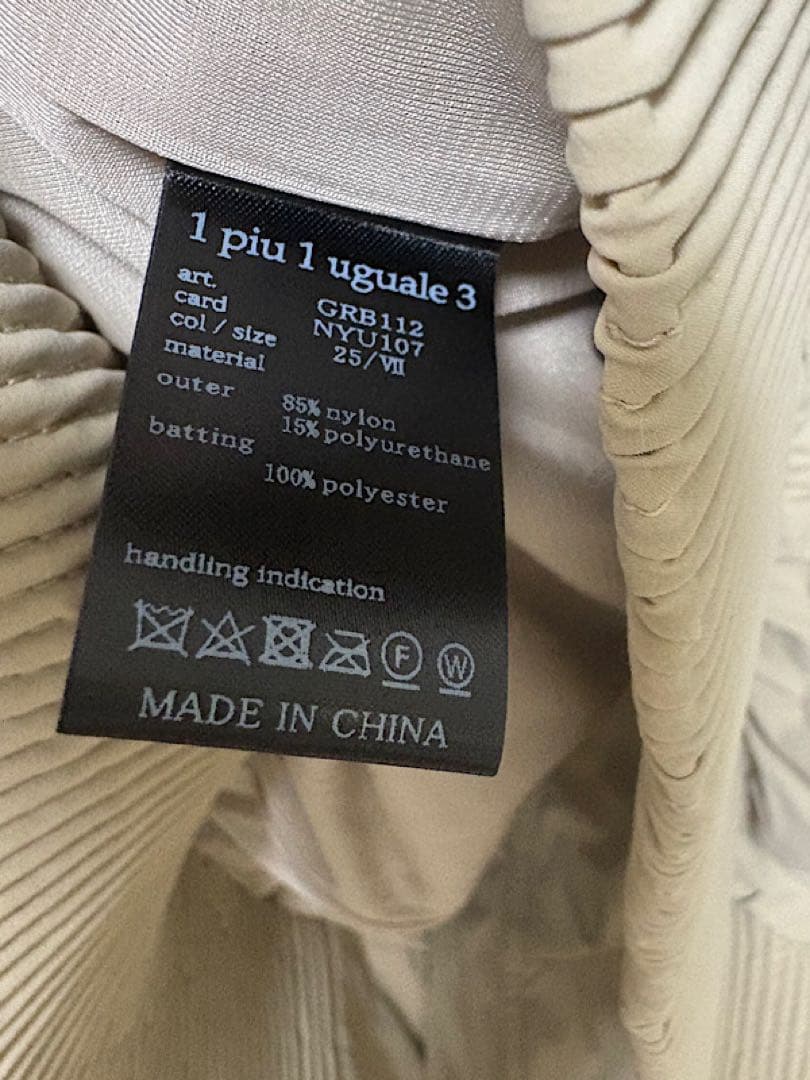 1 piu 1 uguale 3
art. GRB112
card NYU107
col / size 25/Ⅶ
material
outer 85% nylon
15% polyurethane
batting
100% polyester
handling indication
F W
MADE IN CHINA